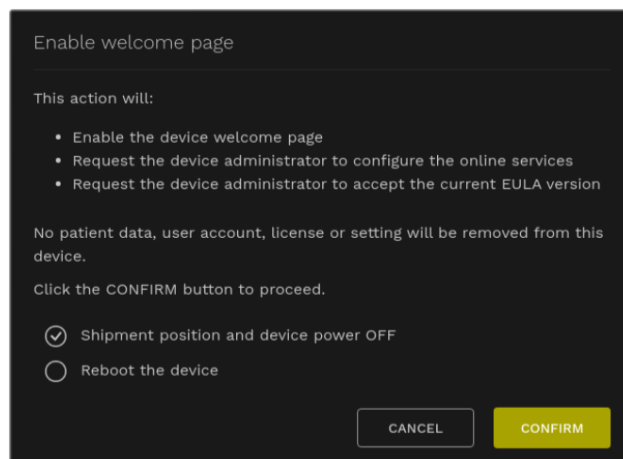 Enable welcome page
This action will:
• Enable the device welcome page
• Request the device administrator to configure the online services
• Request the device administrator to accept the current EULA version
No patient data, user account, license or setting will be removed from this
device.
Click the CONFIRM button to proceed.
Shipment position and device power OFF
Reboot the device
CANCEL CONFIRM